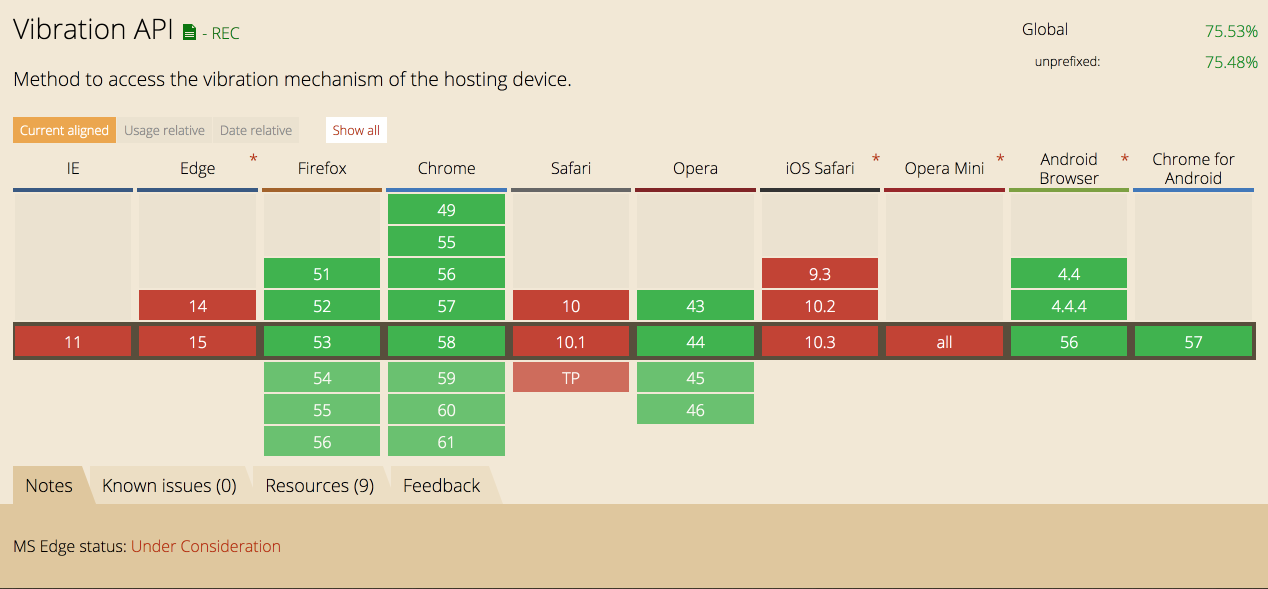 Vibration API - REC
Global 75.53%
unprefixed: 75.48%
Method to access the vibration mechanism of the hosting device.
Current aligned Usage relative Date relative Show all
IE Edge * Firefox Chrome Safari Opera iOS Safari * Opera Mini * Android Browser * Chrome for Android
49
55
51 56 9.3 4.4
14 52 57 10 43 10.2 4.4.4
11 15 53 58 10.1 44 10.3 all 56 57
54 59 TP 45
55 60 46
56 61
Notes Known issues (0) Resources (9) Feedback
MS Edge status: Under Consideration